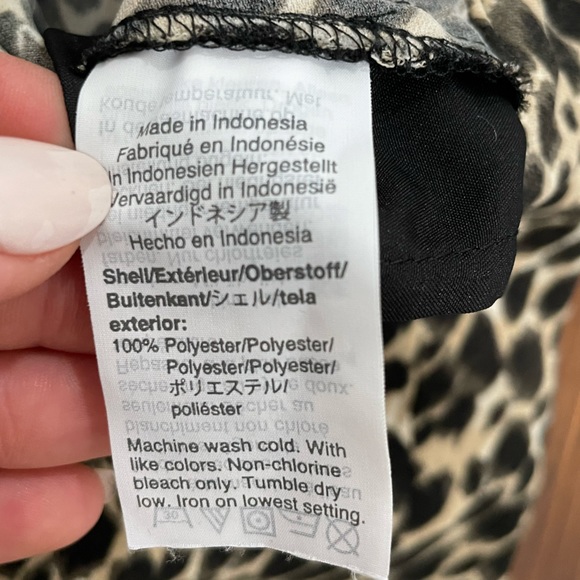 Made in Indonesia
Fabriqué en Indonésie
In Indonesien Hergestellt
Vervaardigd in Indonesië
インドネシア製
Hecho en Indonesia
Shell/Extérieur/Oberstoff/
Buitenkant/シェル/tela
exterior:
100% Polyester/Polyester/
Polyester/Polyester/
ポリエステル/
poliéster
Machine wash cold. With
like colors. Non-chlorine
bleach only. Tumble dry
low. Iron on lowest setting.